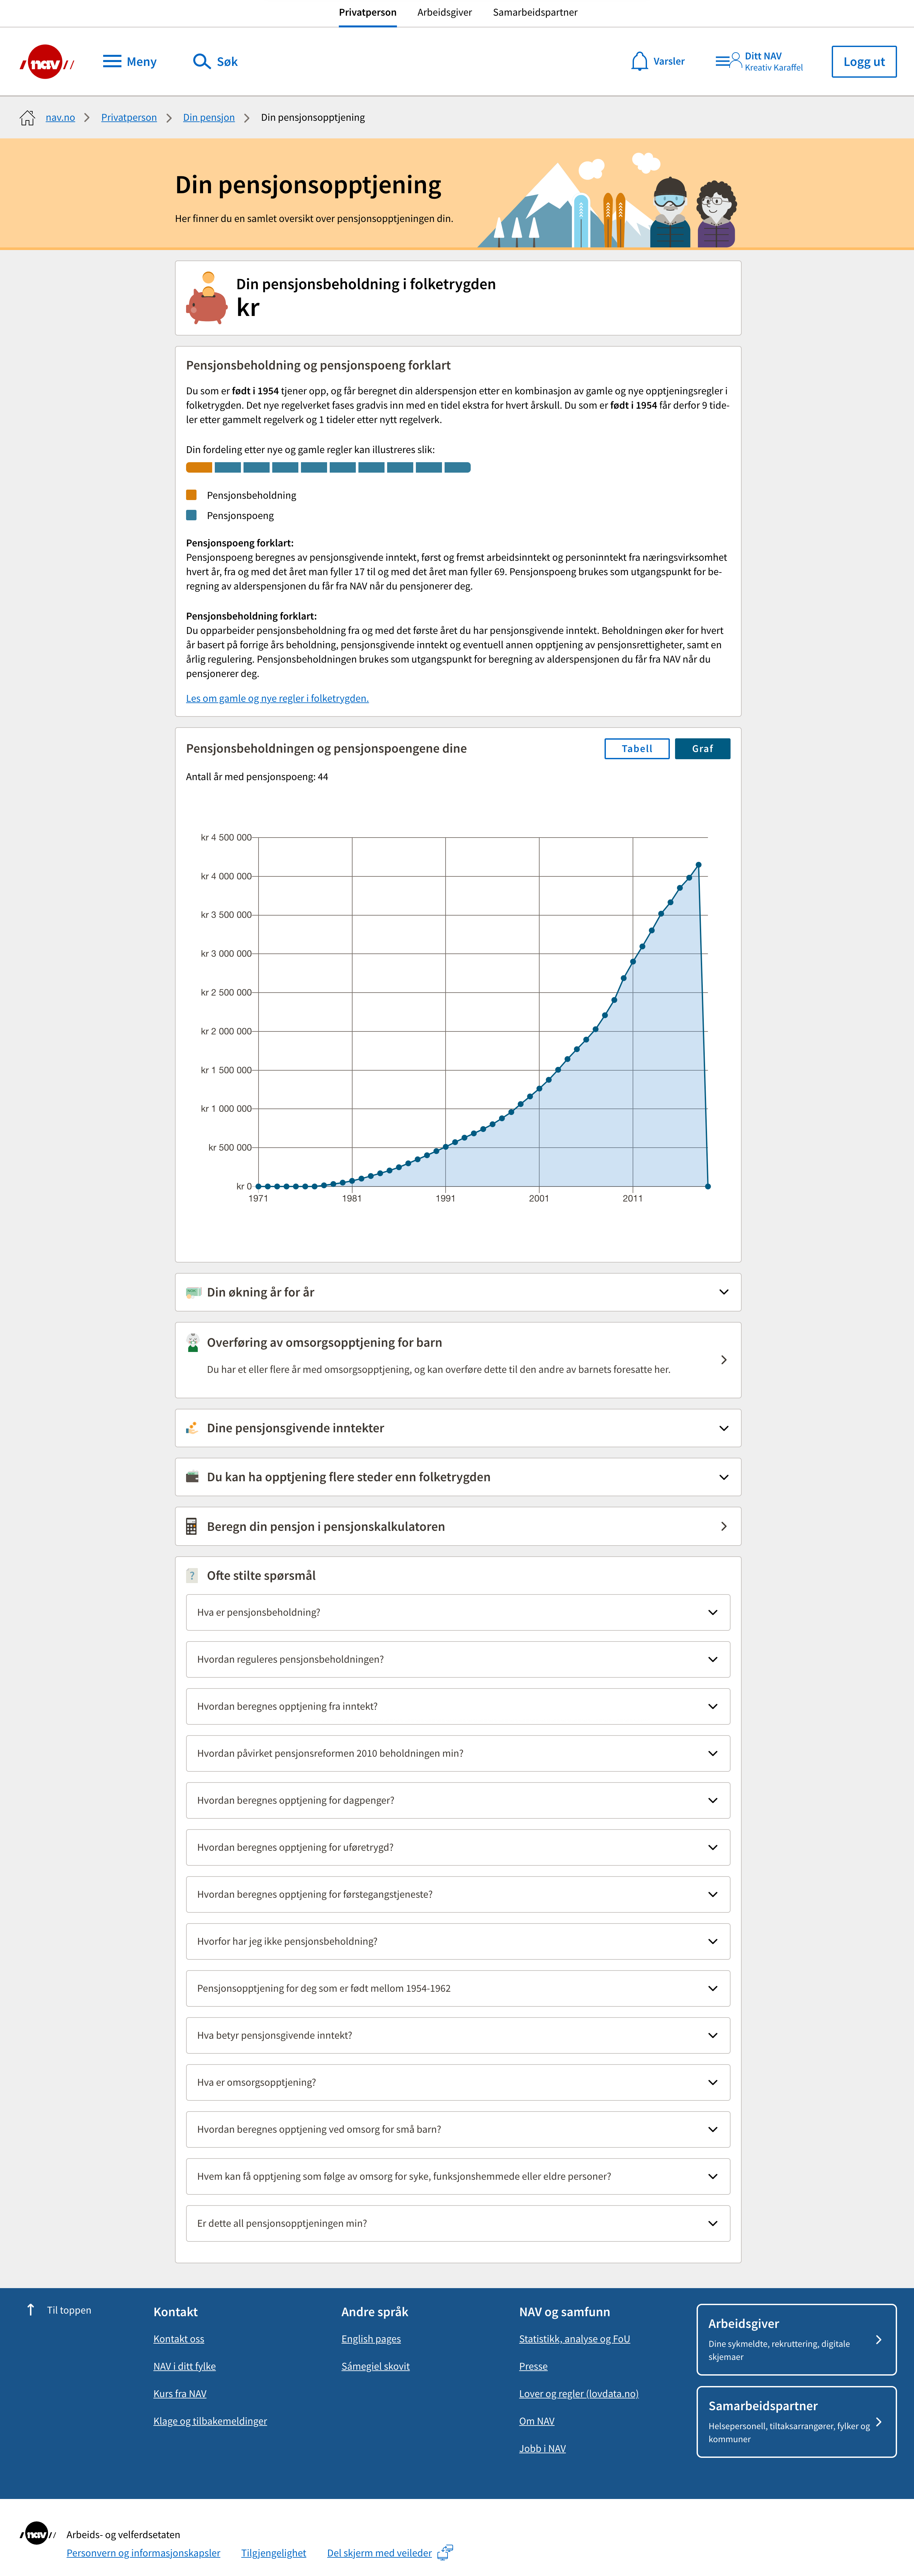 Privatperson Arbeidsgiver Samarbeidspartner
nav Meny Søk Varsler Ditt NAV Logg ut
Kreativ Karaffel
nav.no Privatperson Din pensjon Din pensjonsopptjening
Din pensjonsopptjening
Her finner du en samlet oversikt over pensjonsopptjeningen din.
Din pensjonsbeholdning i folketrygden
kr
Pensjonsbeholdning og pensjonspoeng forklart
Du som er født i 1954 tjener opp, og får beregnet din alderspensjon etter en kombinasjon av gamle og nye opptjeningsregler i
folketrygden. Det nye regelverket fases gradvis inn med en tidel ekstra for hvert årskull. Du som er født i 1954 får derfor 9 tide-
ler etter gammelt regelverk og 1 tideler etter nytt regelverk.
Din fordeling etter nye og gamle regler kan illustreres slik:
Pensjonsbeholdning
Pensjonspoeng
Pensjonspoeng forklart:
Pensjonspoeng beregnes av pensjonsgivende inntekt, først og fremst arbeidsinntekt og personinntekt fra næringsvirksomhet
hvert år, fra og med det året man fyller 17 til og med det året man fyller 69. Pensjonspoeng brukes som utgangspunkt for be-
regning av alderspensjonen du får fra NAV når du pensjonerer deg.
Pensjonsbeholdning forklart:
Du opparbeider pensjonsbeholdning fra og med det første året du har pensjonsgivende inntekt. Beholdningen øker for hvert
år basert på forrige års beholdning, pensjonsgivende inntekt og eventuell annen opptjening av pensjonsrettigheter, samt en
årlig regulering. Pensjonsbeholdningen brukes som utgangspunkt for beregning av alderspensjonen du får fra NAV når du
pensjonerer deg.
Les om gamle og nye regler i folketrygden.
Pensjonsbeholdningen og pensjonspoengene dine Tabell Graf
Antall år med pensjonspoeng: 44
kr 4 500 000
kr 4 000 000
kr 3 500 000
kr 3 000 000
kr 2 500 000
kr 2 000 000
kr 1 500 000
kr 1 000 000
kr 500 000
kr 0
1971 1981 1991 2001 2011
Din økning år for år
Overføring av omsorgsopptjening for barn
Du har et eller flere år med omsorgsopptjening, og kan overføre dette til den andre av barnets foresatte her.
Dine pensjonsgivende inntekter
Du kan ha opptjening flere steder enn folketrygden
Beregn din pensjon i pensjonskalkulatoren
? Ofte stilte spørsmål
Hva er pensjonsbeholdning?
Hvordan reguleres pensjonsbeholdningen?
Hvordan beregnes opptjening fra inntekt?
Hvordan påvirket pensjonsreformen 2010 beholdningen min?
Hvordan beregnes opptjening for dagpenger?
Hvordan beregnes opptjening for uføretrygd?
Hvordan beregnes opptjening for førstegangstjeneste?
Hvorfor har jeg ikke pensjonsbeholdning?
Pensjonsopptjening for deg som er født mellom 1954-1962
Hva betyr pensjonsgivende inntekt?
Hva er omsorgsopptjening?
Hvordan beregnes opptjening ved omsorg for små barn?
Hvem kan få opptjening som følge av omsorg for syke, funksjonshemmede eller eldre personer?
Er dette all pensjonsopptjeningen min?
Til toppen
Kontakt
Kontakt oss
NAV i ditt fylke
Kurs fra NAV
Klage og tilbakemeldinger
Andre språk
English pages
Sámegiel skovit
NAV og samfunn
Statistikk, analyse og FoU
Presse
Lover og regler (lovdata.no)
Om NAV
Jobb i NAV
Arbeidsgiver
Dine sykmeldte, rekruttering, digitale
skjemaer
Samarbeidspartner
Helsepersonell, tiltaksarrangører, fylker og
kommuner
nav Arbeids- og velferdsetaten
Personvern og informasjonskapsler Tilgjengelighet Del skjerm med veileder